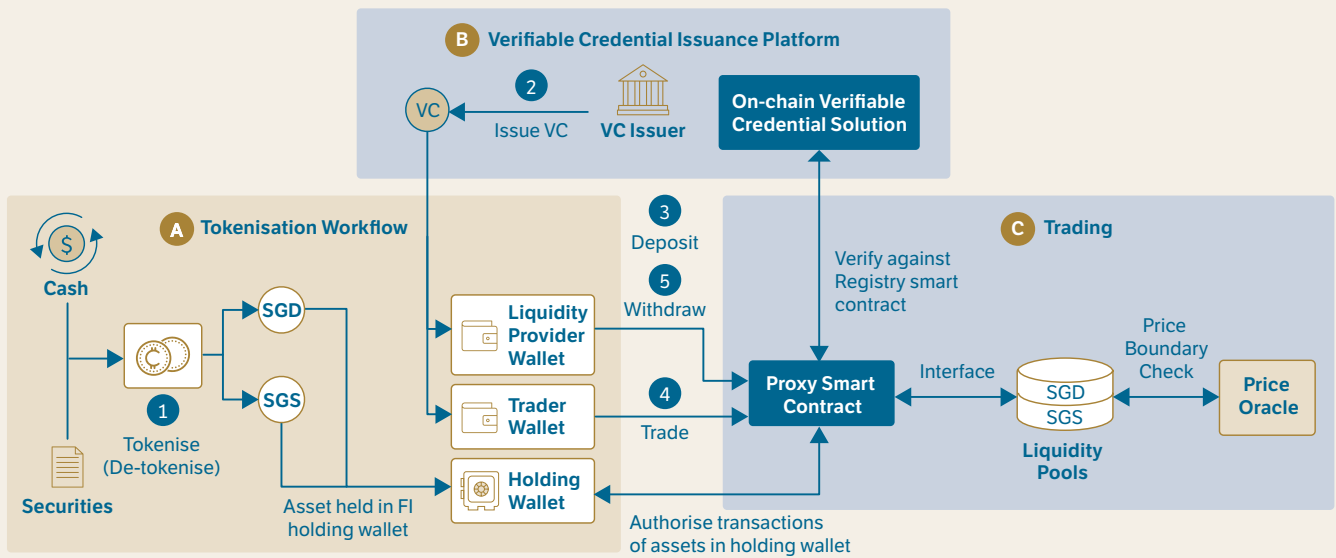 B Verifiable Credential Issuance Platform
VC
2
Issue VC
VC Issuer
On-chain Verifiable
Credential Solution
A Tokenisation Workflow
$
Cash
Securities
1
Tokenise
(De-tokenise)
SGD
SGS
Asset held in FI
holding wallet
Liquidity
Provider
Wallet
Trader
Wallet
Holding
Wallet
3
Deposit
5
Withdraw
4
Trade
Authorise transactions
of assets in holding wallet
C Trading
Verify against
Registry smart
contract
Proxy Smart
Contract
Interface
SGD
SGS
Liquidity
Pools
Price
Boundary
Check
Price
Oracle